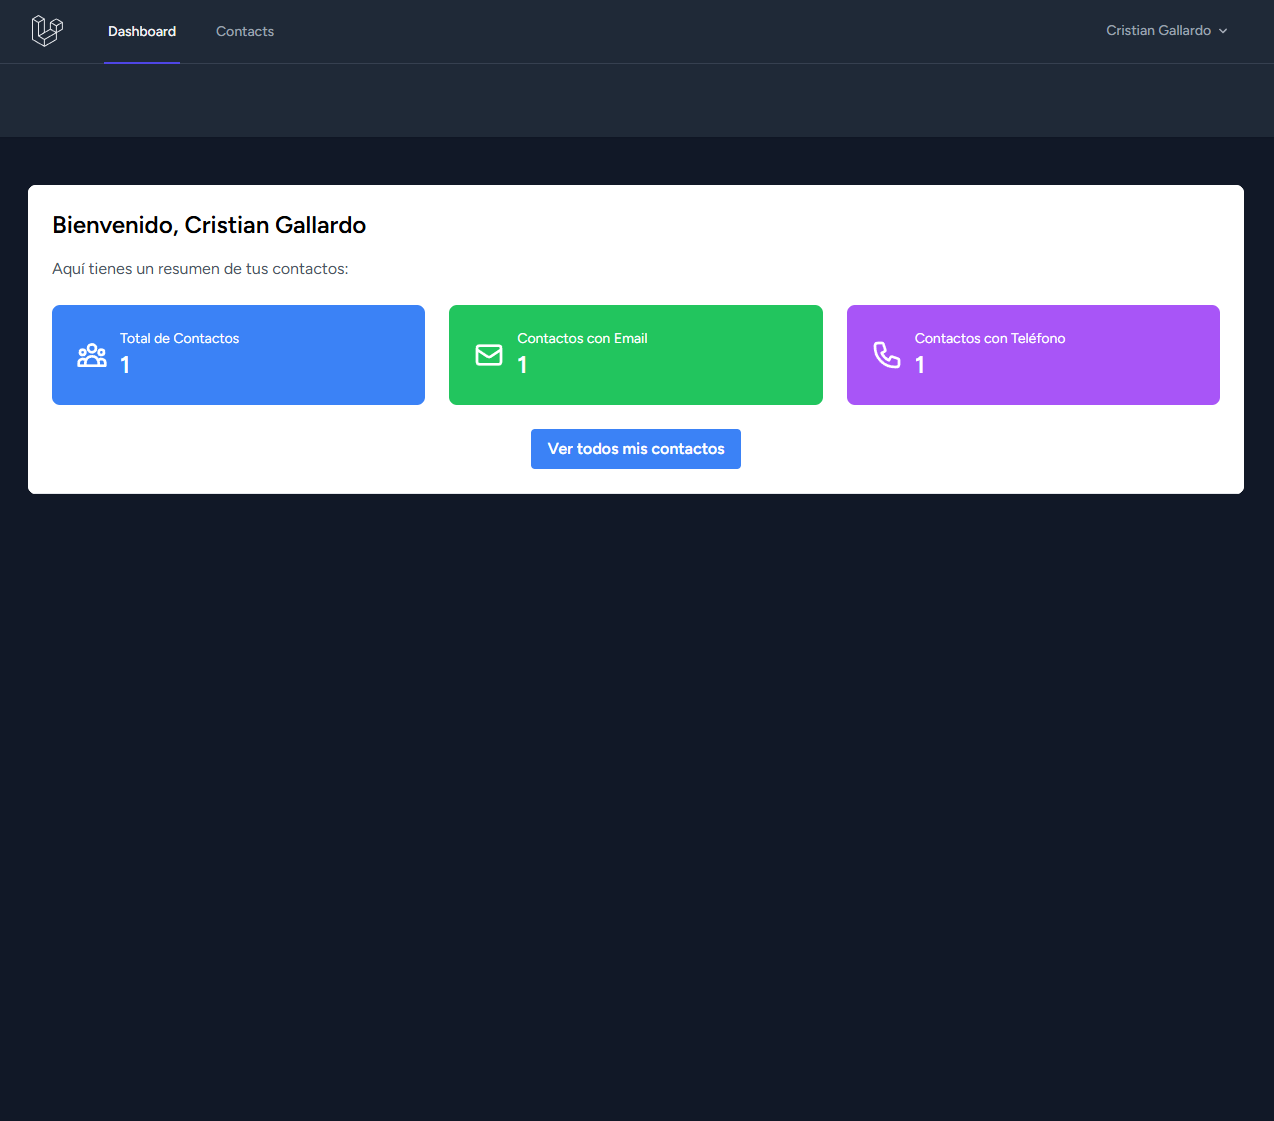 Dashboard
Contacts
Cristian Gallardo
Bienvenido, Cristian Gallardo
Aquí tienes un resumen de tus contactos:
Total de Contactos
1
Contactos con Email
1
Contactos con Teléfono
1
Ver todos mis contactos